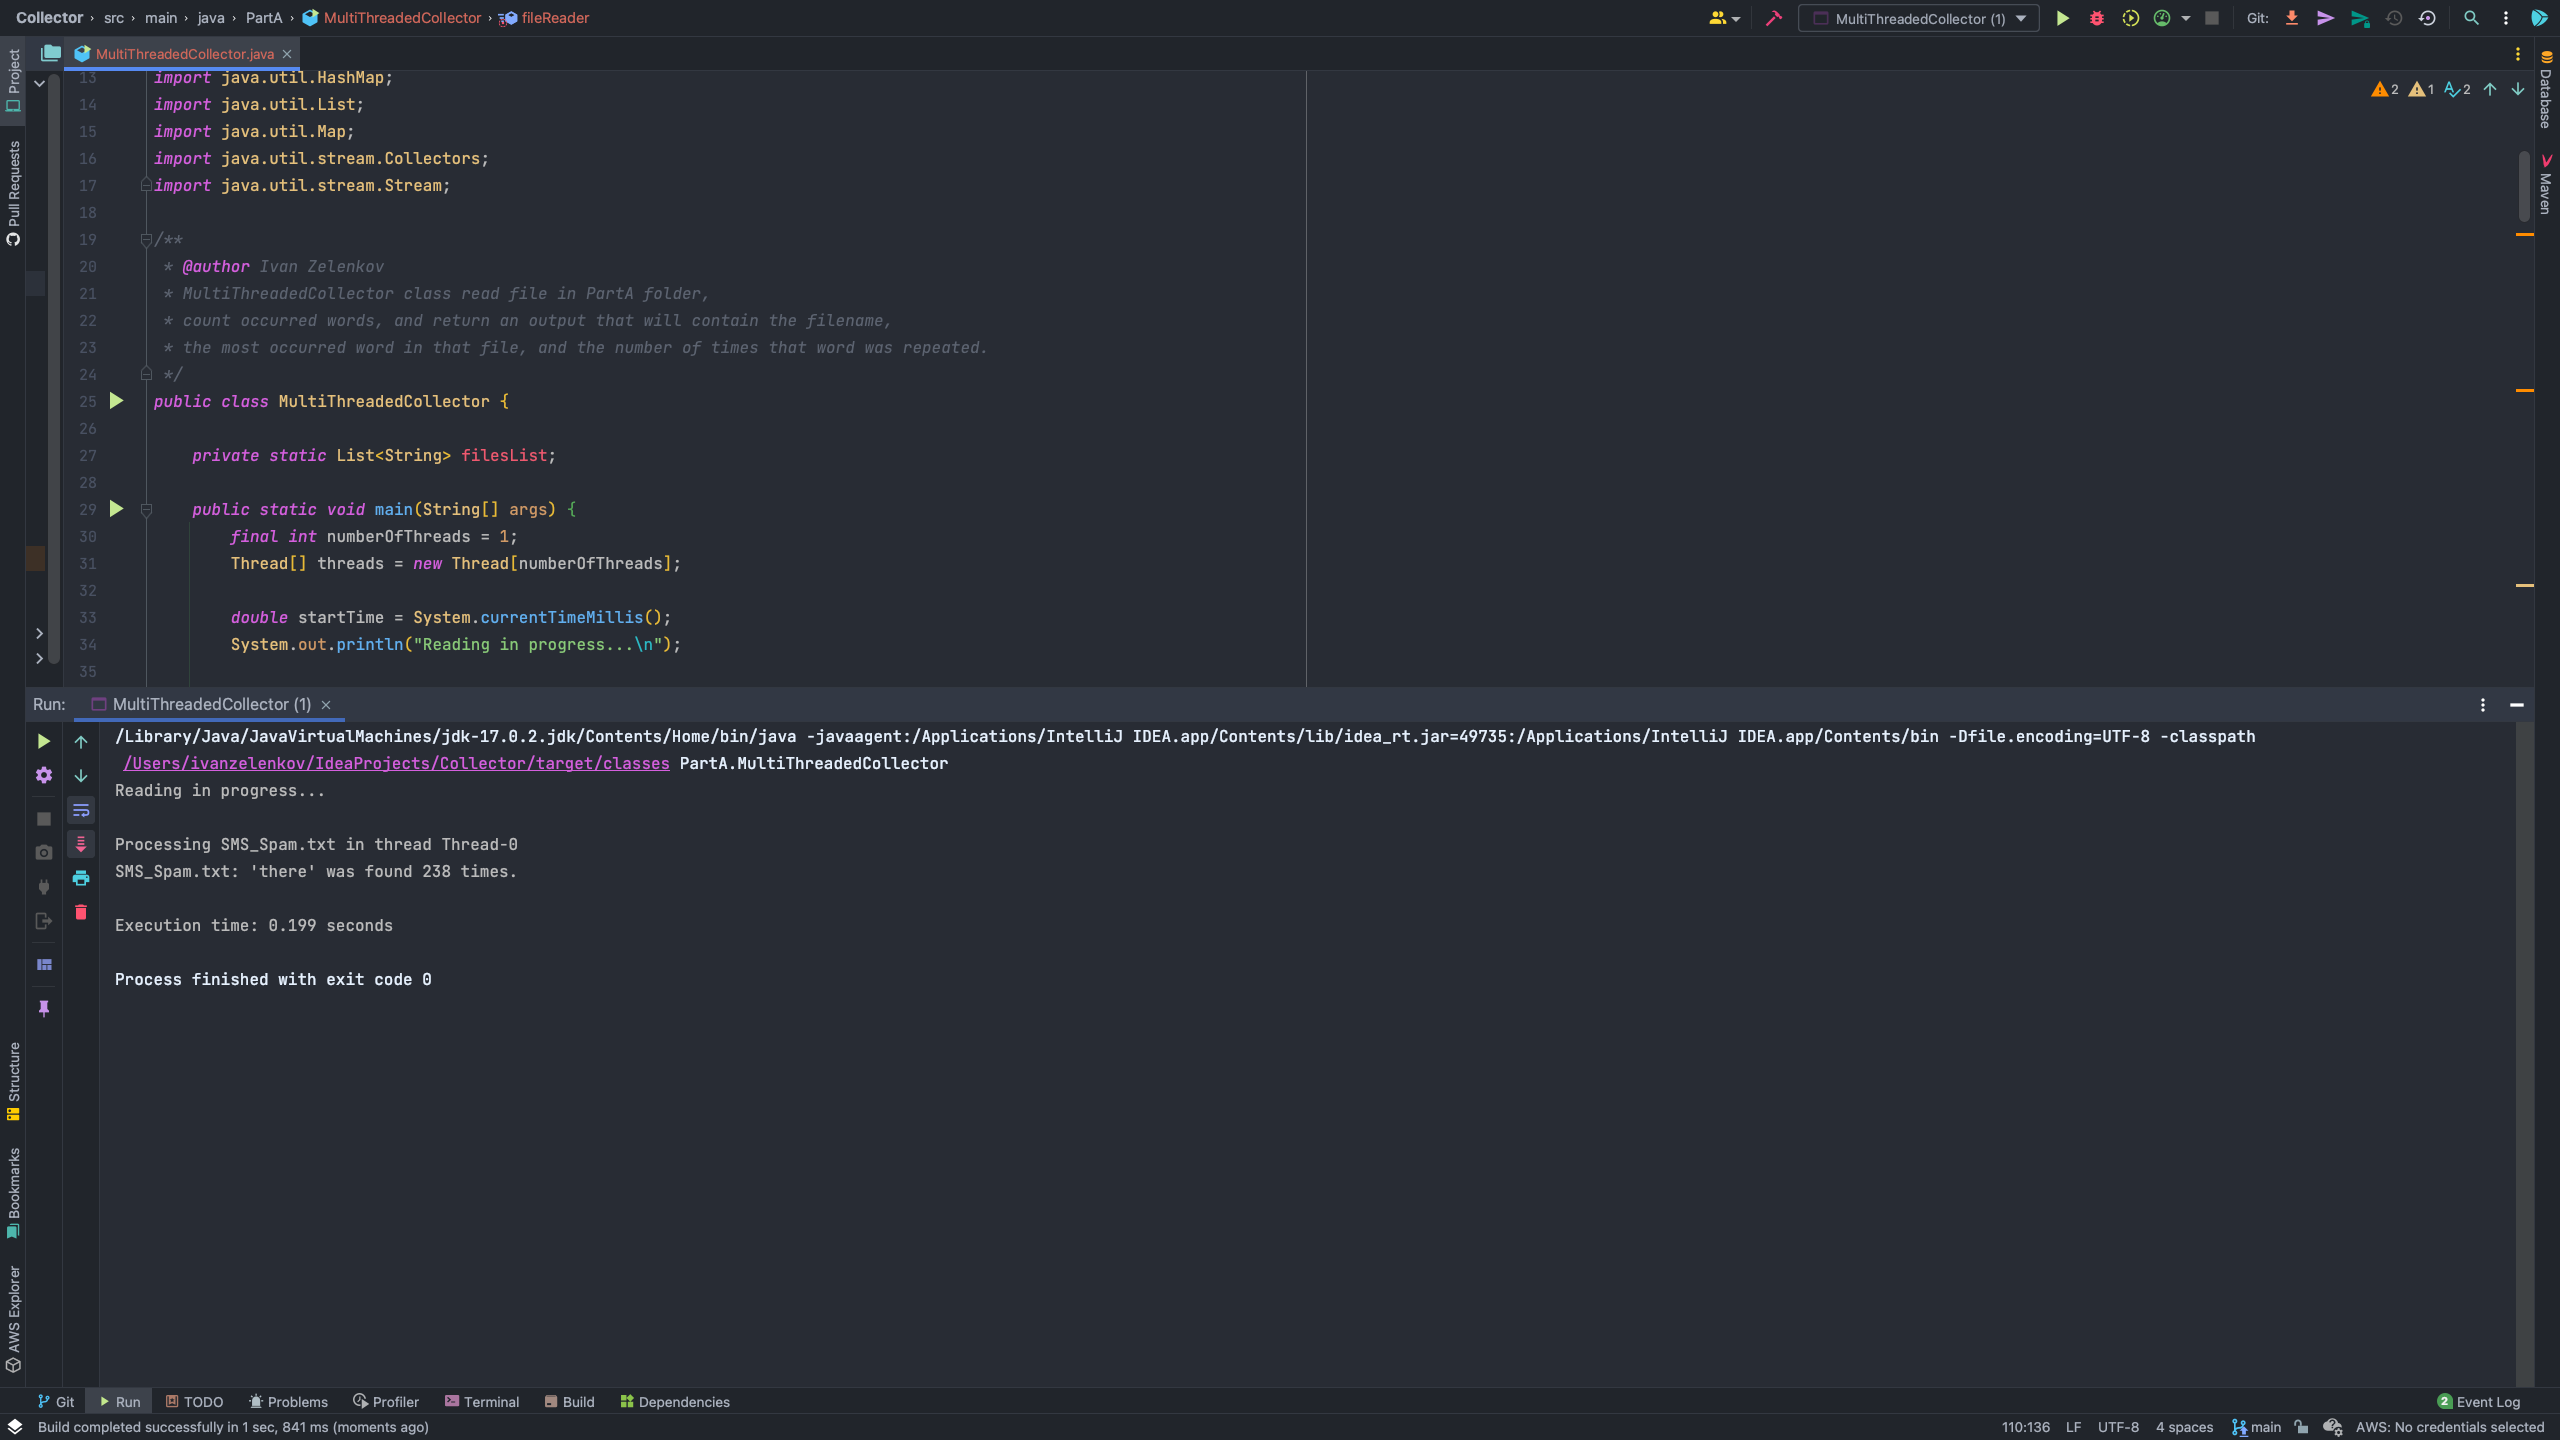 Collector › src › main › java › PartA › MultiThreadedCollector › fileReader
MultiThreadedCollector (1)
Git:
MultiThreadedCollector.java
2 1 2
Project
Pull Requests
Structure
Bookmarks
AWS Explorer
Database
Maven
13 import java.util.HashMap;
14 import java.util.List;
15 import java.util.Map;
16 import java.util.stream.Collectors;
17 import java.util.stream.Stream;
18
19 /**
20 * @author Ivan Zelenkov
21 * MultiThreadedCollector class read file in PartA folder,
22 * count occurred words, and return an output that will contain the filename,
23 * the most occurred word in that file, and the number of times that word was repeated.
24 */
25 public class MultiThreadedCollector {
26
27 private static List<String> filesList;
28
29 public static void main(String[] args) {
30 final int numberOfThreads = 1;
31 Thread[] threads = new Thread[numberOfThreads];
32
33 double startTime = System.currentTimeMillis();
34 System.out.println("Reading in progress...\n");
35
Run: MultiThreadedCollector (1)
/Library/Java/JavaVirtualMachines/jdk-17.0.2.jdk/Contents/Home/bin/java -javaagent:/Applications/IntelliJ IDEA.app/Contents/lib/idea_rt.jar=49735:/Applications/IntelliJ IDEA.app/Contents/bin -Dfile.encoding=UTF-8 -classpath
/Users/ivanzelenkov/IdeaProjects/Collector/target/classes PartA.MultiThreadedCollector
Reading in progress...
Processing SMS_Spam.txt in thread Thread-0
SMS_Spam.txt: 'there' was found 238 times.
Execution time: 0.199 seconds
Process finished with exit code 0
Git Run TODO Problems Profiler Terminal Build Dependencies
2 Event Log
Build completed successfully in 1 sec, 841 ms (moments ago)
110:136 LF UTF-8 4 spaces main AWS: No credentials selected